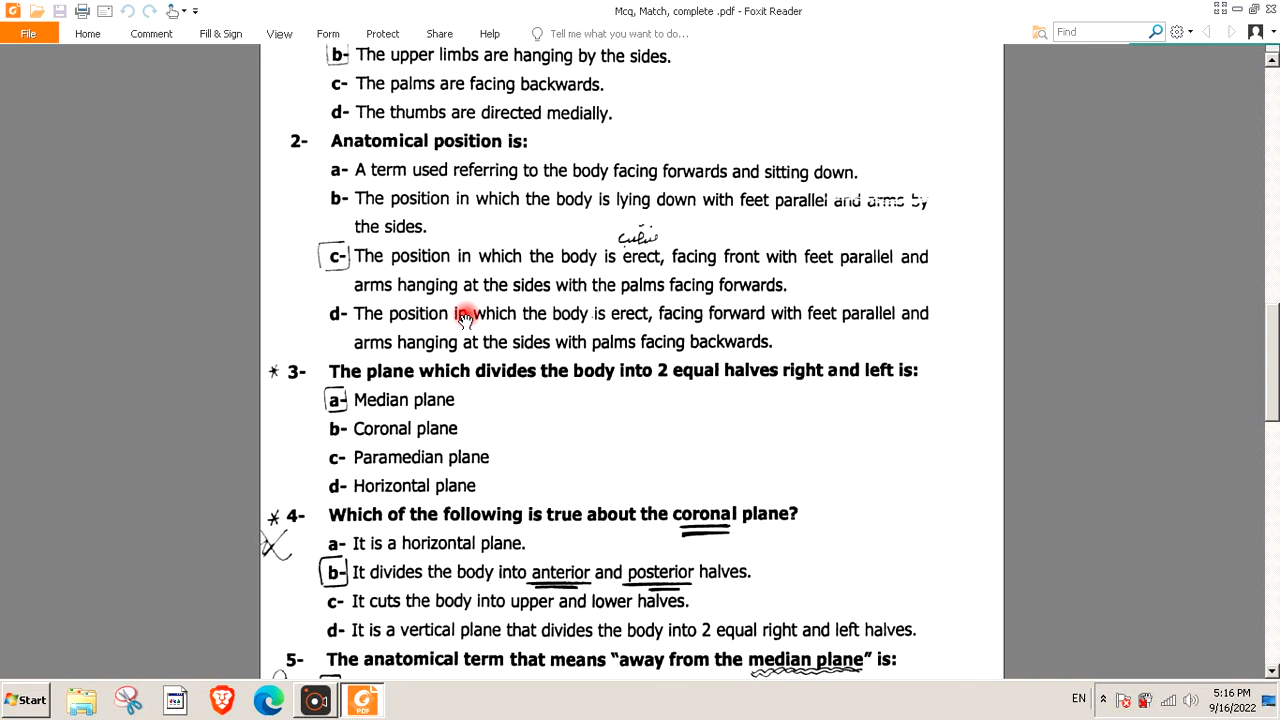 Mcq, Match, complete .pdf - Foxit Reader
File Home Comment Fill & Sign View Form Protect Share Help Tell me what you want to do... Find
b- The upper limbs are hanging by the sides.
c- The palms are facing backwards.
d- The thumbs are directed medially.
2- Anatomical position is:
a- A term used referring to the body facing forwards and sitting down.
b- The position in which the body is lying down with feet parallel and arms by
the sides.
c- The position in which the body is erect, facing front with feet parallel and
arms hanging at the sides with the palms facing forwards.
d- The position in which the body is erect, facing forward with feet parallel and
arms hanging at the sides with palms facing backwards.
* 3- The plane which divides the body into 2 equal halves right and left is:
a- Median plane
b- Coronal plane
c- Paramedian plane
d- Horizontal plane
* 4- Which of the following is true about the coronal plane?
a- It is a horizontal plane.
b- It divides the body into anterior and posterior halves.
c- It cuts the body into upper and lower halves.
d- It is a vertical plane that divides the body into 2 equal right and left halves.
5- The anatomical term that means “away from the median plane” is:
Start PDF EN 5:16 PM
9/16/2022